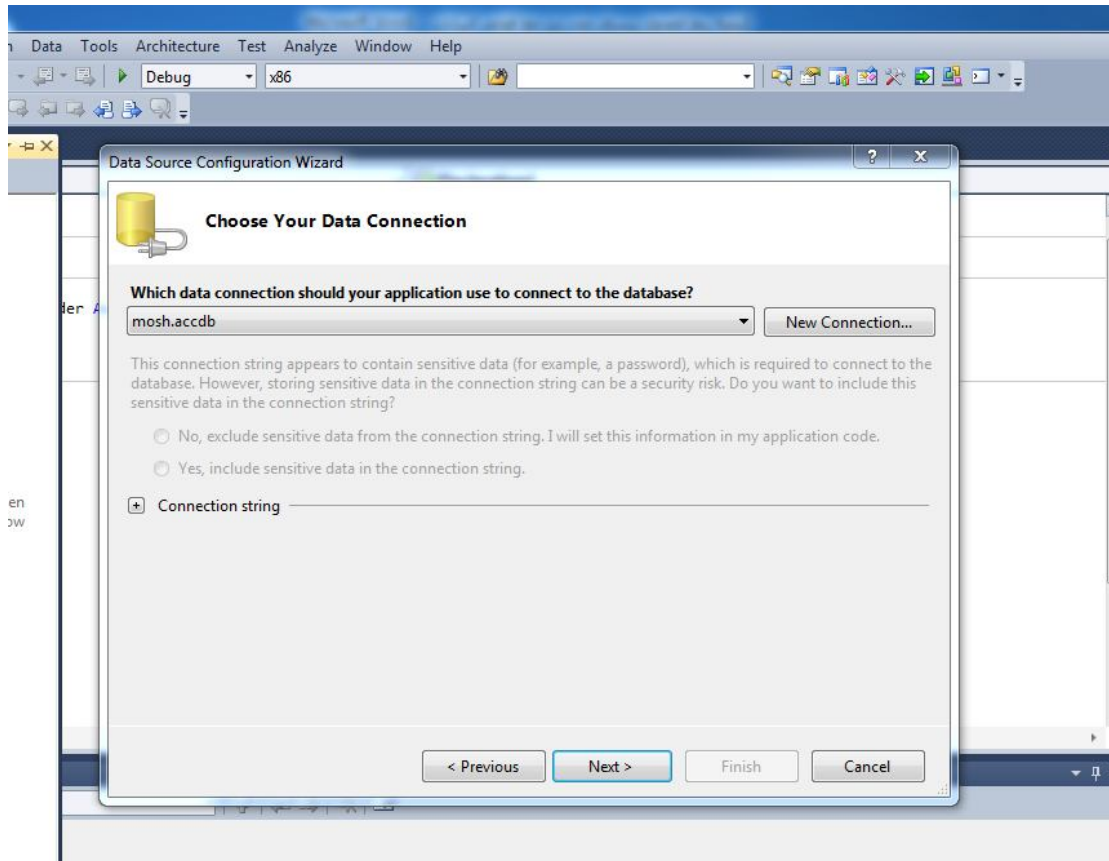 Data Tools Architecture Test Analyze Window Help
Debug x86
Data Source Configuration Wizard
Choose Your Data Connection
Which data connection should your application use to connect to the database?
mosh.accdb New Connection...
This connection string appears to contain sensitive data (for example, a password), which is required to connect to the
database. However, storing sensitive data in the connection string can be a security risk. Do you want to include this
sensitive data in the connection string?
No, exclude sensitive data from the connection string. I will set this information in my application code.
Yes, include sensitive data in the connection string.
Connection string
< Previous Next > Finish Cancel